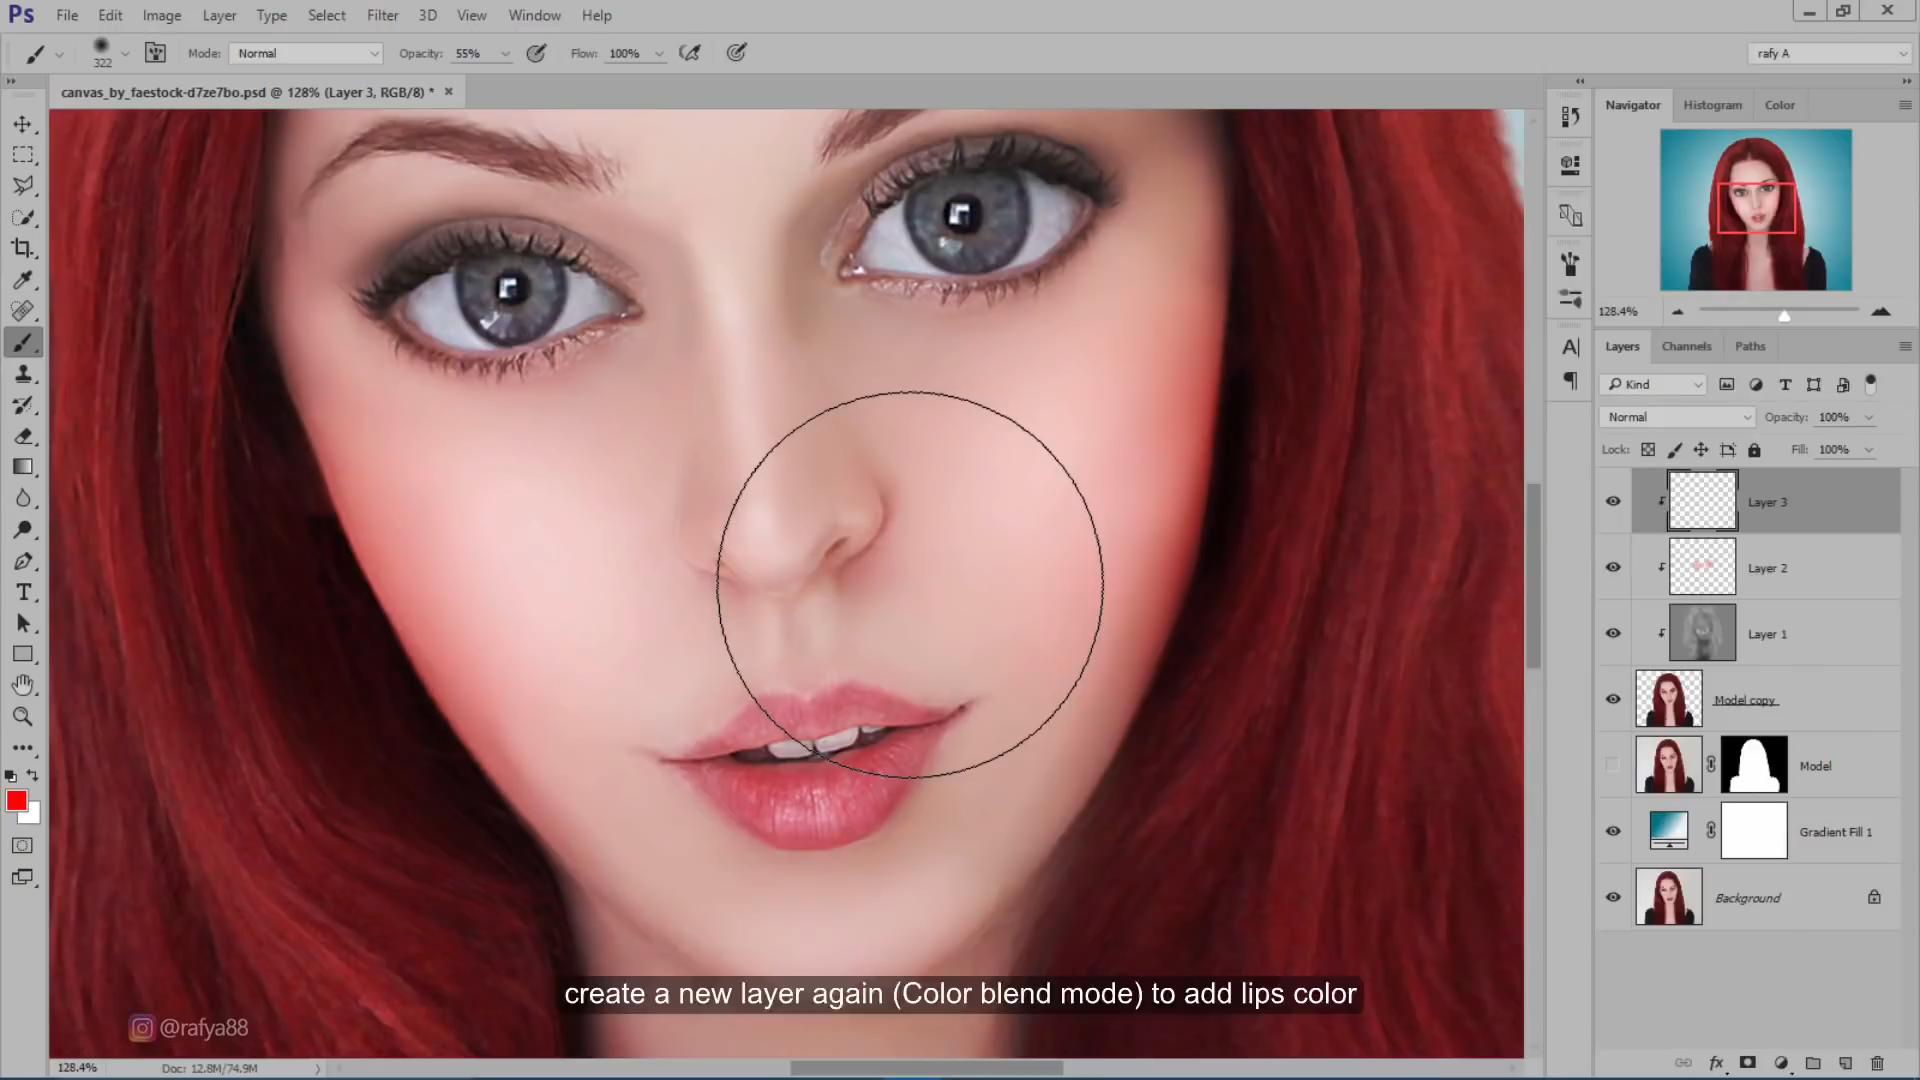 Ps File Edit Image Layer Type Select Filter 3D View Window Help
322 Mode: Normal Opacity: 55% Flow: 100% rafy A
canvas_by_faestock-d7ze7bo.psd @ 128% (Layer 3, RGB/8) *
Navigator Histogram Color
128.4%
Layers Channels Paths
Kind
Normal Opacity: 100%
Lock: Fill: 100%
Layer 3
Layer 2
Layer 1
Model copy
Model
Gradient Fill 1
Background
create a new layer again (Color blend mode) to add lips color
@rafya88
128.4% Doc: 12.8M/74.9M